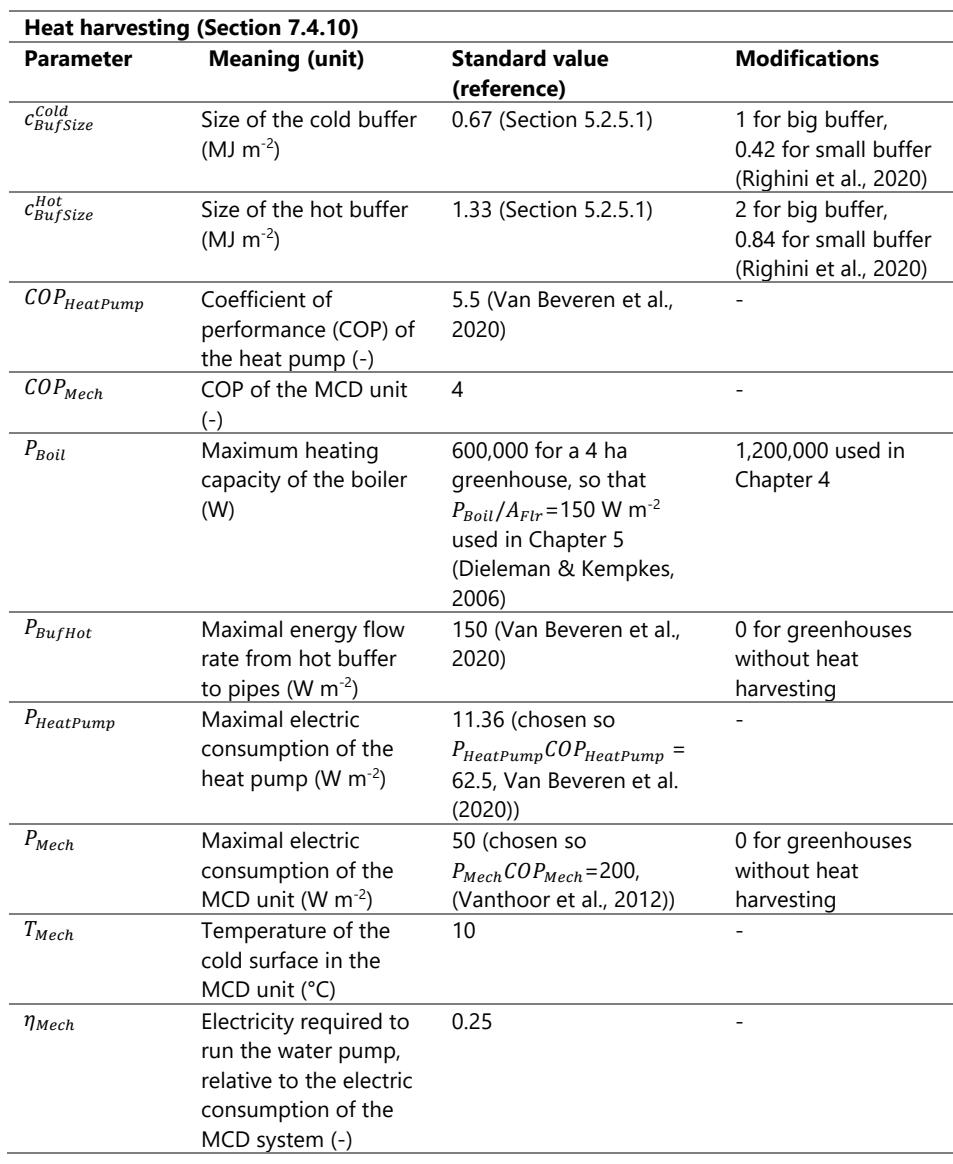 Heat harvesting (Section 7.4.10)
Parameter Meaning (unit) Standard value (reference) Modifications
c_{BufSize}^{Cold} Size of the cold buffer (MJ m⁻²) 0.67 (Section 5.2.5.1) 1 for big buffer, 0.42 for small buffer (Righini et al., 2020)
c_{BufSize}^{Hot} Size of the hot buffer (MJ m⁻²) 1.33 (Section 5.2.5.1) 2 for big buffer, 0.84 for small buffer (Righini et al., 2020)
COP_{HeatPump} Coefficient of performance (COP) of the heat pump (-) 5.5 (Van Beveren et al., 2020) -
COP_{Mech} COP of the MCD unit (-) 4 -
P_{Boil} Maximum heating capacity of the boiler (W) 600,000 for a 4 ha greenhouse, so that P_{Boil}/A_{Flr}=150 W m⁻² used in Chapter 5 (Dieleman & Kempkes, 2006) 1,200,000 used in Chapter 4
P_{BufHot} Maximal energy flow rate from hot buffer to pipes (W m⁻²) 150 (Van Beveren et al., 2020) 0 for greenhouses without heat harvesting
P_{HeatPump} Maximal electric consumption of the heat pump (W m⁻²) 11.36 (chosen so P_{HeatPump}COP_{HeatPump} = 62.5, Van Beveren et al. (2020)) -
P_{Mech} Maximal electric consumption of the MCD unit (W m⁻²) 50 (chosen so P_{Mech}COP_{Mech}=200, (Vanthoor et al., 2012)) 0 for greenhouses without heat harvesting
T_{Mech} Temperature of the cold surface in the MCD unit (°C) 10 -
η_{Mech} Electricity required to run the water pump, relative to the electric consumption of the MCD system (-) 0.25 -